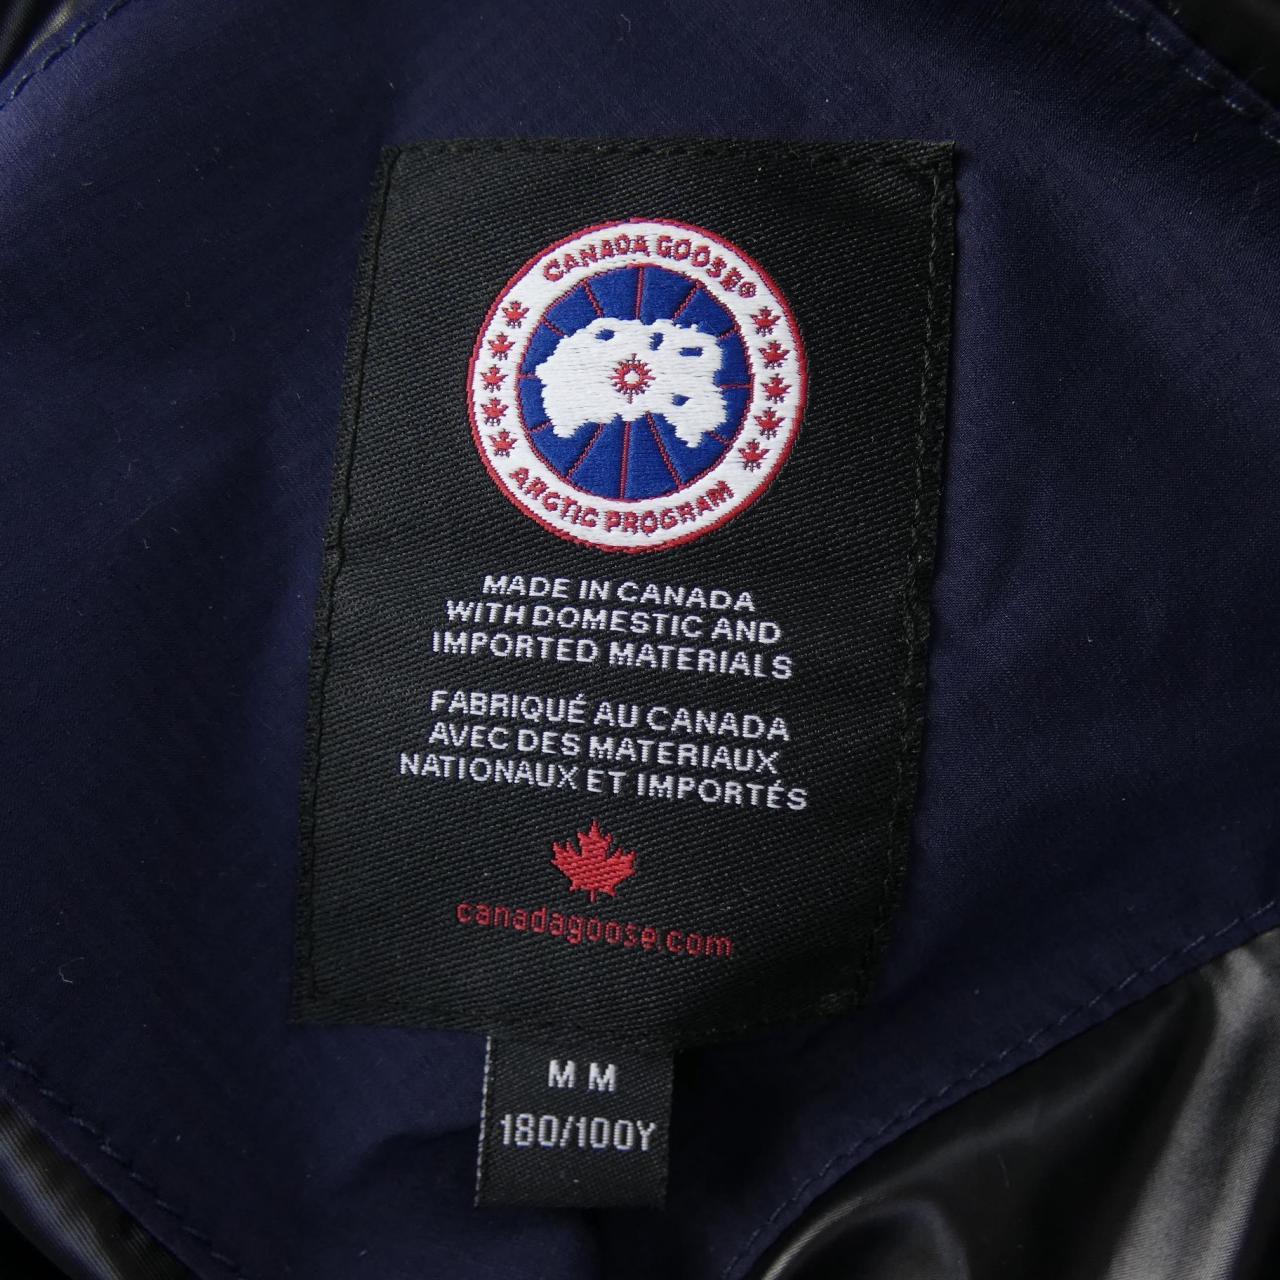 CANADA GOOSE®
ARCTIC PROGRAM
MADE IN CANADA
WITH DOMESTIC AND
IMPORTED MATERIALS
FABRIQUÉ AU CANADA
AVEC DES MATERIAUX
NATIONAUX ET IMPORTÉS
canadagoose.com
M M
180/100Y